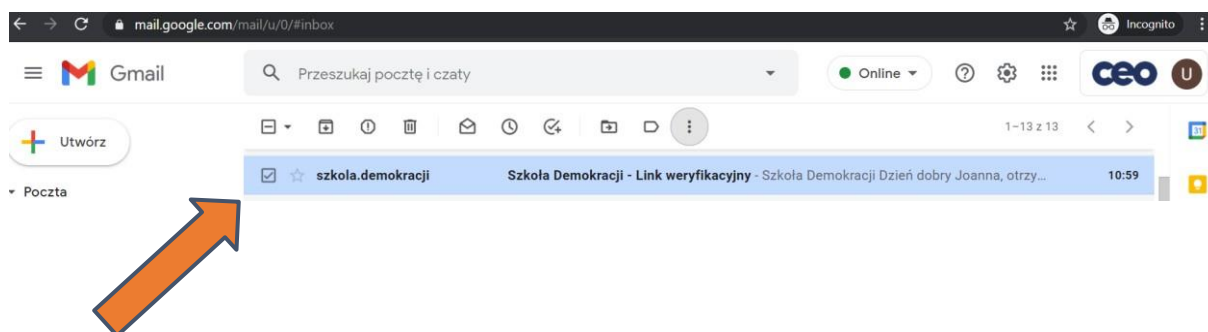 mail.google.com/mail/u/0/#inbox
Incognito
Gmail
Przeszukaj pocztę i czaty
Online
ceo
U
Utwórz
1–13 z 13
31
szkola.demokracji
Szkoła Demokracji - Link weryfikacyjny - Szkoła Demokracji Dzień dobry Joanna, otrzy…
10:59
Poczta